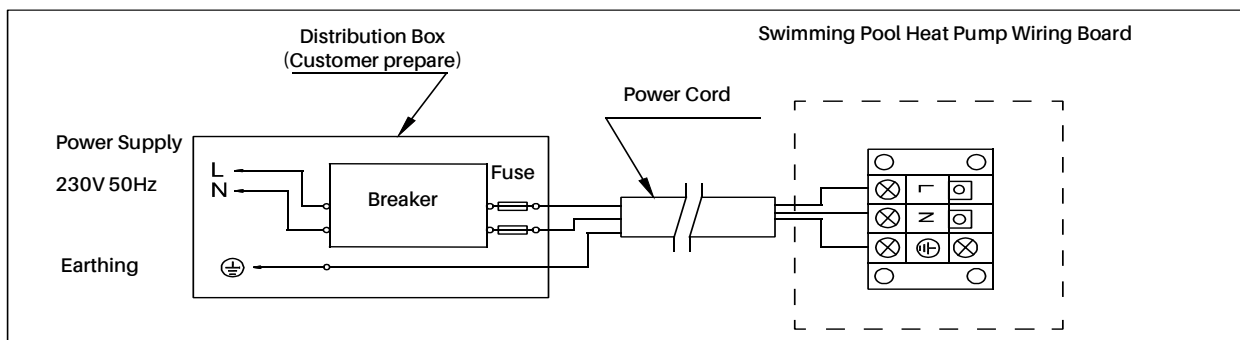 Distribution Box
(Customer prepare)
Swimming Pool Heat Pump Wiring Board
Power Cord
Power Supply
230V 50Hz
L
N
Breaker
Fuse
Earthing
L
N